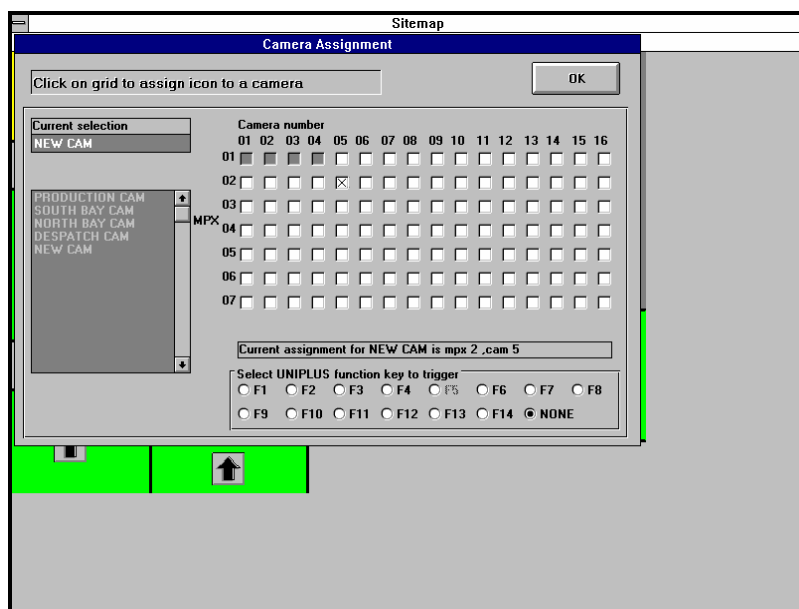 Sitemap
Camera Assignment
Click on grid to assign icon to a camera
OK
Current selection
NEW CAM
PRODUCTION CAM
SOUTH BAY CAM
NORTH BAY CAM
DESPATCH CAM
NEW CAM
Camera number
01 02 03 04 05 06 07 08 09 10 11 12 13 14 15 16
MPX
01
02
03
04
05
06
07
Current assignment for NEW CAM is mpx 2 ,cam 5
Select UNIPLUS function key to trigger
F1 F2 F3 F4 F5 F6 F7 F8
F9 F10 F11 F12 F13 F14 NONE